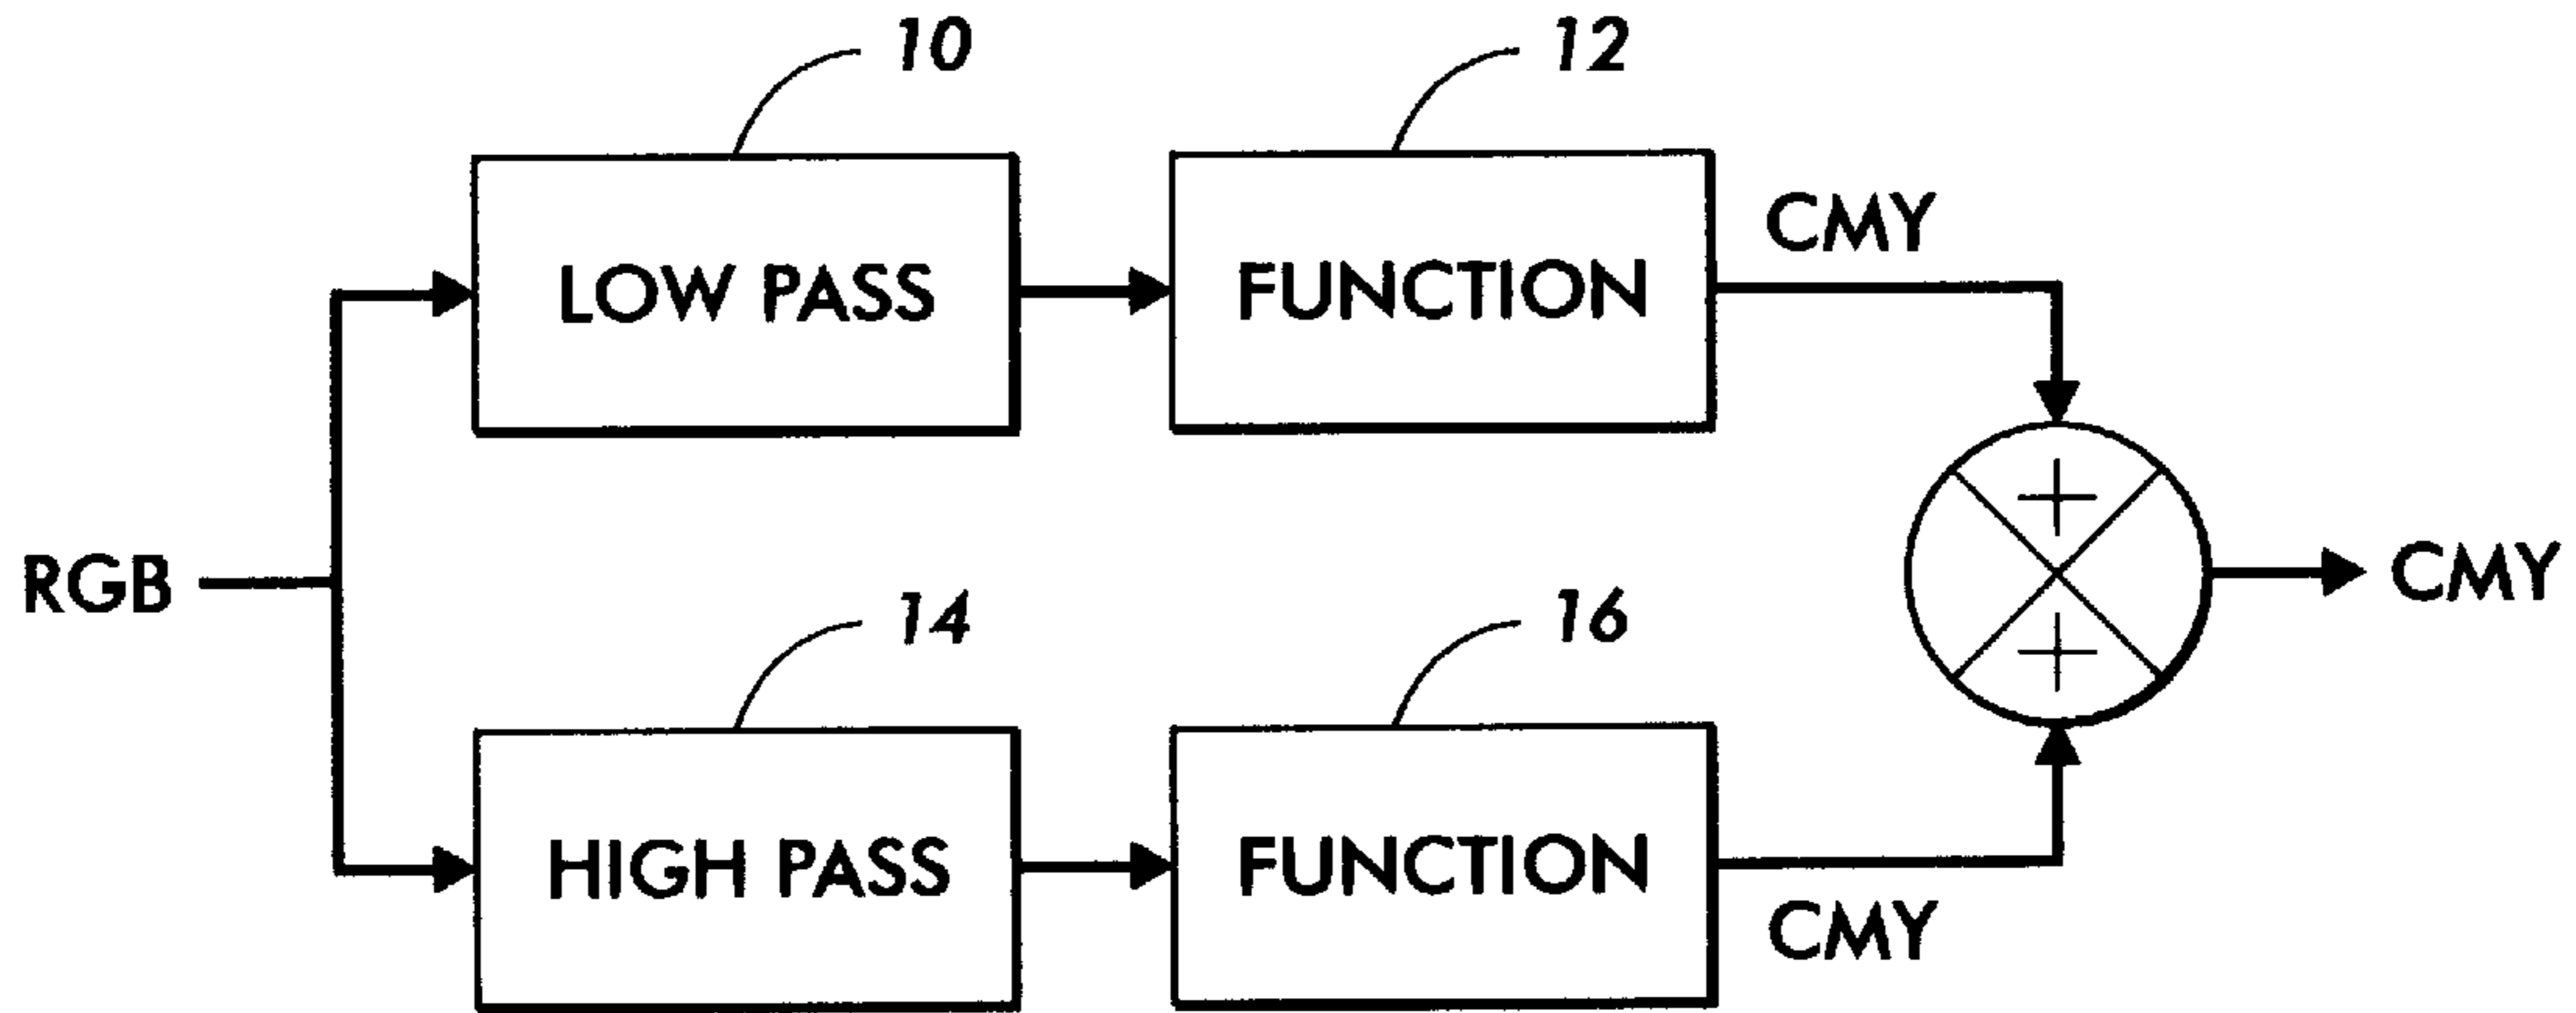 10
12
LOW PASS
FUNCTION
CMY
RGB
CMY
14
16
HIGH PASS
FUNCTION
CMY